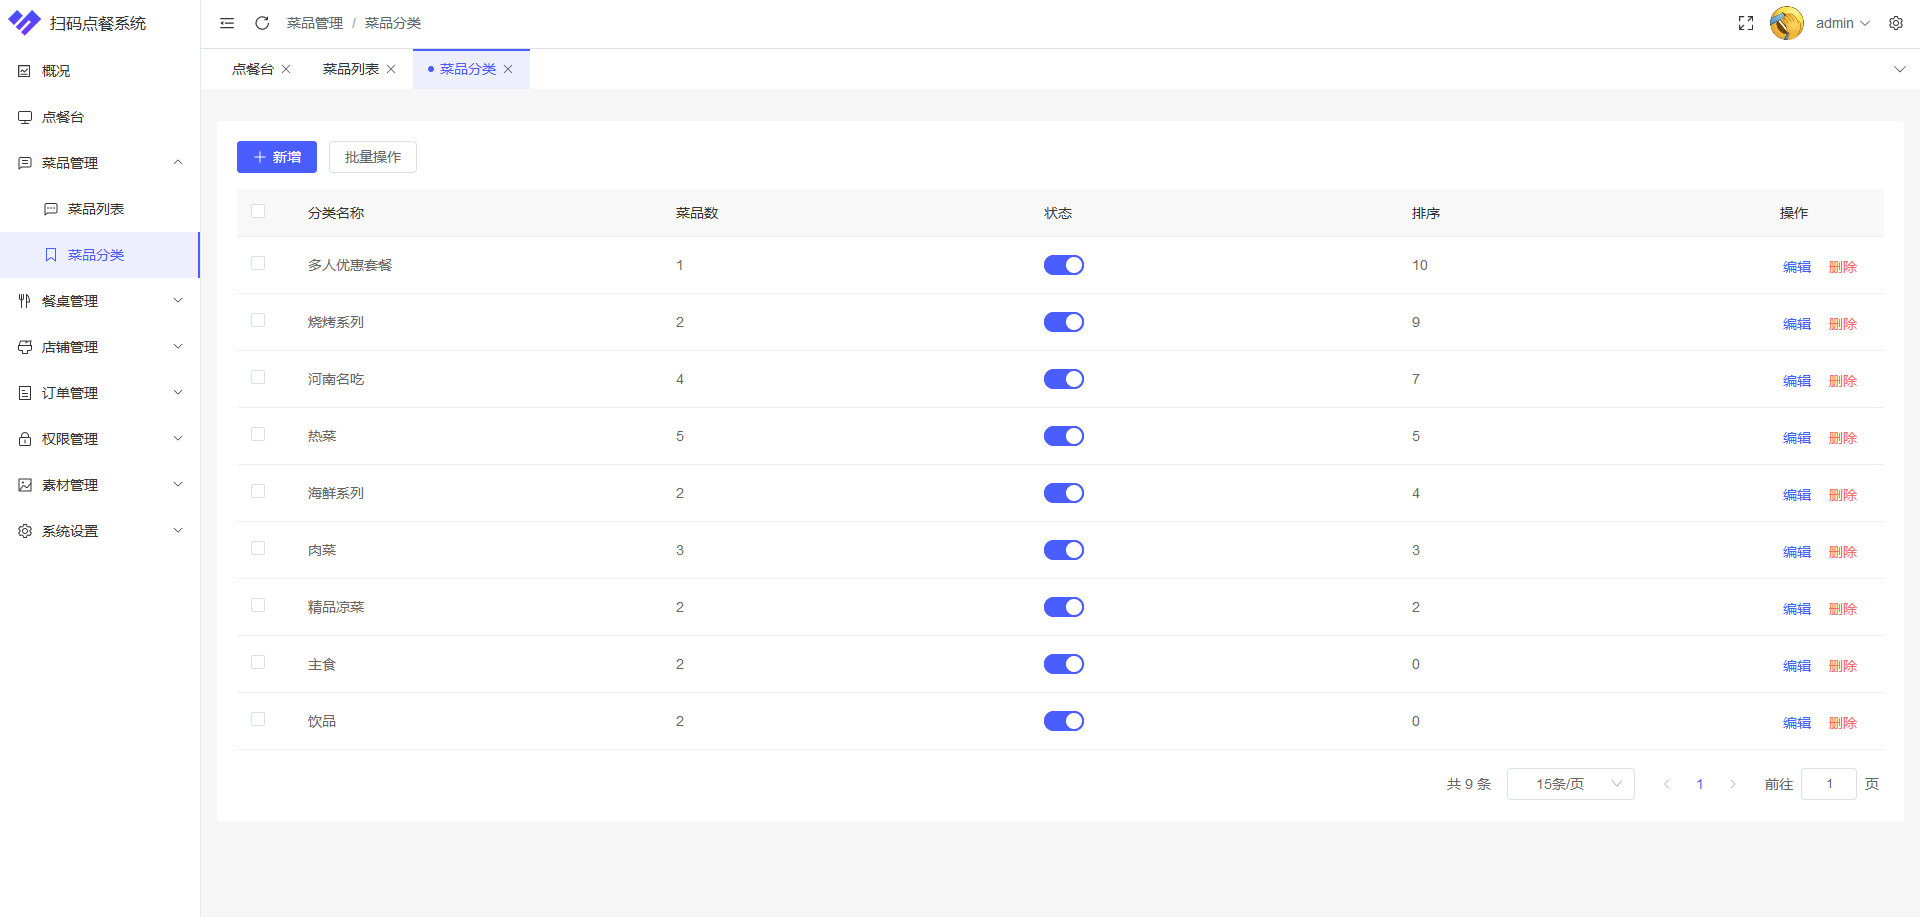 扫码点餐系统
菜品管理 / 菜品分类
admin
概况
点餐台
菜品管理
菜品列表
菜品分类
餐桌管理
店铺管理
订单管理
权限管理
素材管理
系统设置
点餐台 菜品列表 菜品分类
新增 批量操作
分类名称 菜品数 状态 排序 操作
多人优惠套餐 1 10 编辑 删除
烧烤系列 2 9 编辑 删除
河南名吃 4 7 编辑 删除
热菜 5 5 编辑 删除
海鲜系列 2 4 编辑 删除
肉菜 3 3 编辑 删除
精品凉菜 2 2 编辑 删除
主食 2 0 编辑 删除
饮品 2 0 编辑 删除
共 9 条 15条/页 1 前往 1 页